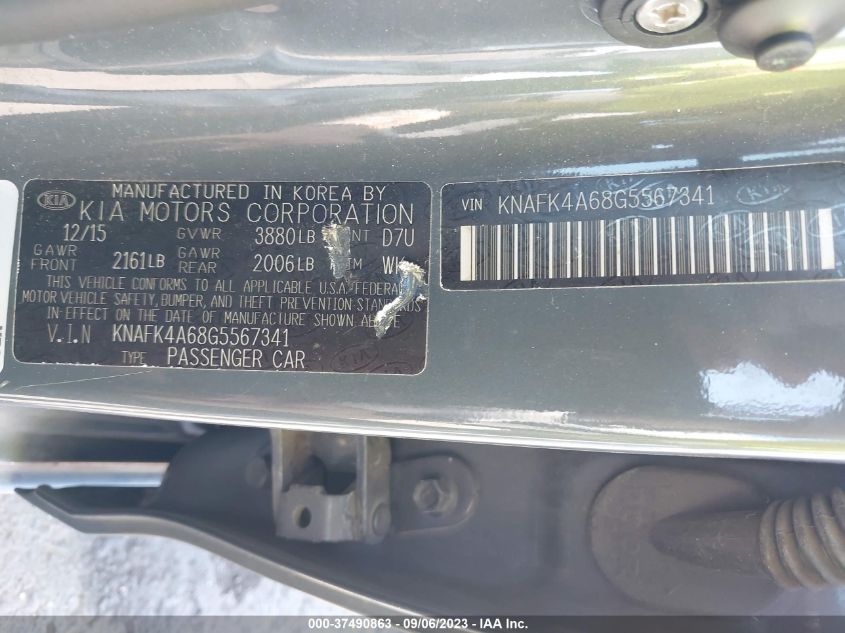 KIA MANUFACTURED IN KOREA BY
KIA MOTORS CORPORATION
12/15 GVWR 3880LB D7U
GAWR FRONT 2161LB GAWR REAR 2006LB
THIS VEHICLE CONFORMS TO ALL APPLICABLE U.S.A. FEDERAL
MOTOR VEHICLE SAFETY, BUMPER, AND THEFT PREVENTION STANDARDS
IN EFFECT ON THE DATE OF MANUFACTURE SHOWN ABOVE.
V.I.N KNAFK4A68G5567341
TYPE PASSENGER CAR
VIN KNAFK4A68G5567341
000-37490863 - 09/06/2023 - IAAI.com